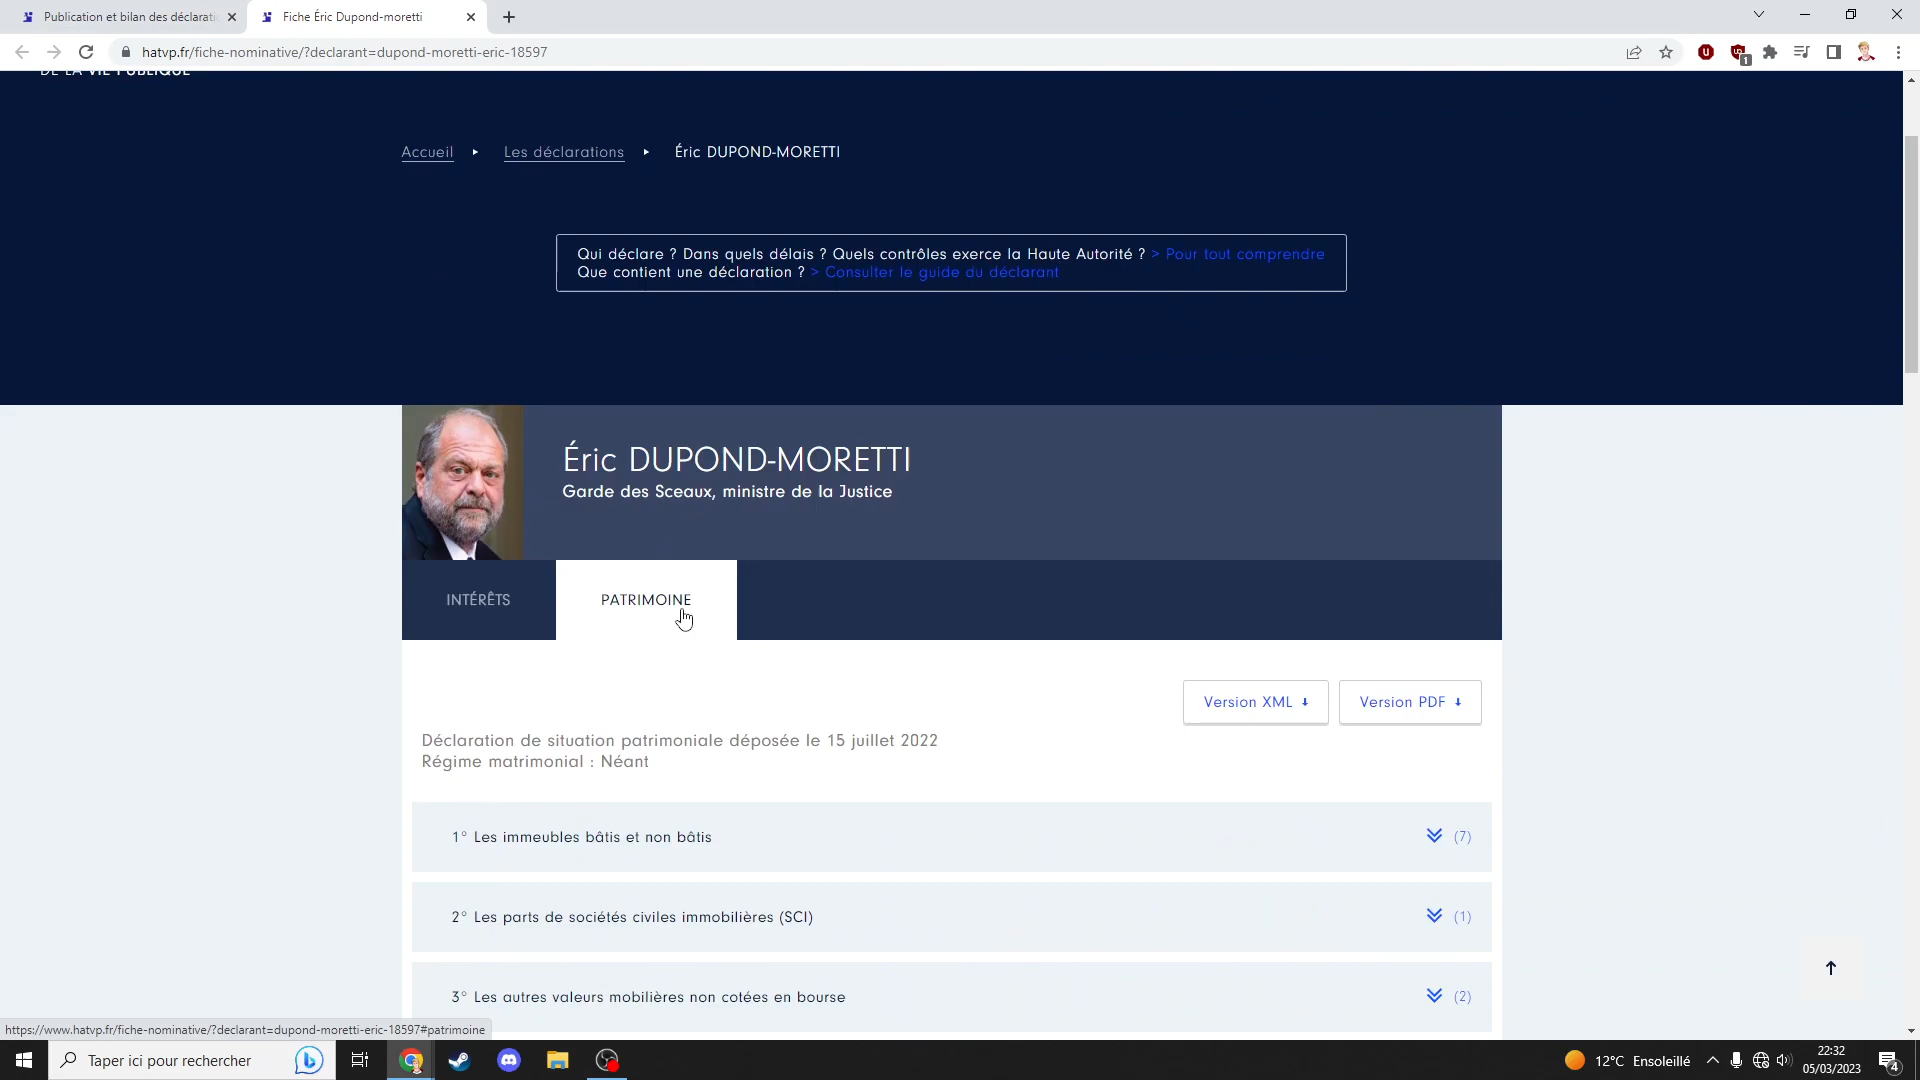 Publication et bilan des déclarati
Fiche Éric Dupond-moretti
hatvp.fr/fiche-nominative/?declarant=dupond-moretti-eric-18597
1
DE LA VIE PUBLIQUE
Accueil
Les déclarations
Éric DUPOND-MORETTI
Qui déclare ? Dans quels délais ? Quels contrôles exerce la Haute Autorité ? > Pour tout comprendre
Que contient une déclaration ? > Consulter le guide du déclarant
Éric DUPOND-MORETTI
Garde des Sceaux, ministre de la Justice
INTÉRÊTS
PATRIMOINE
Version XML
Version PDF
Déclaration de situation patrimoniale déposée le 15 juillet 2022
Régime matrimonial : Néant
1° Les immeubles bâtis et non bâtis
(7)
2° Les parts de sociétés civiles immobilières (SCI)
(1)
3° Les autres valeurs mobilières non cotées en bourse
(2)
https://www.hatvp.fr/fiche-nominative/?declarant=dupond-moretti-eric-18597#patrimoine
Taper ici pour rechercher
12°C Ensoleillé
22:32
05/03/2023
4